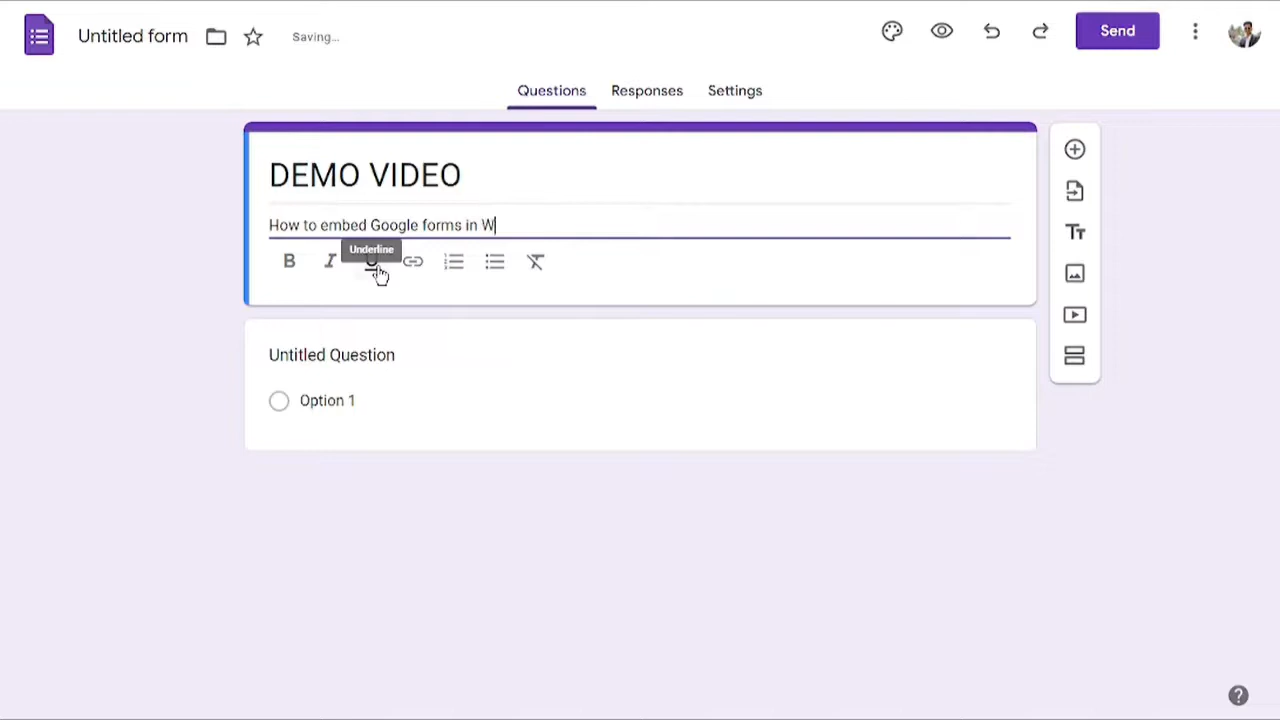 Untitled form
Saving...
Send
Questions
Responses
Settings
DEMO VIDEO
How to embed Google forms in W
Underline
Untitled Question
Option 1